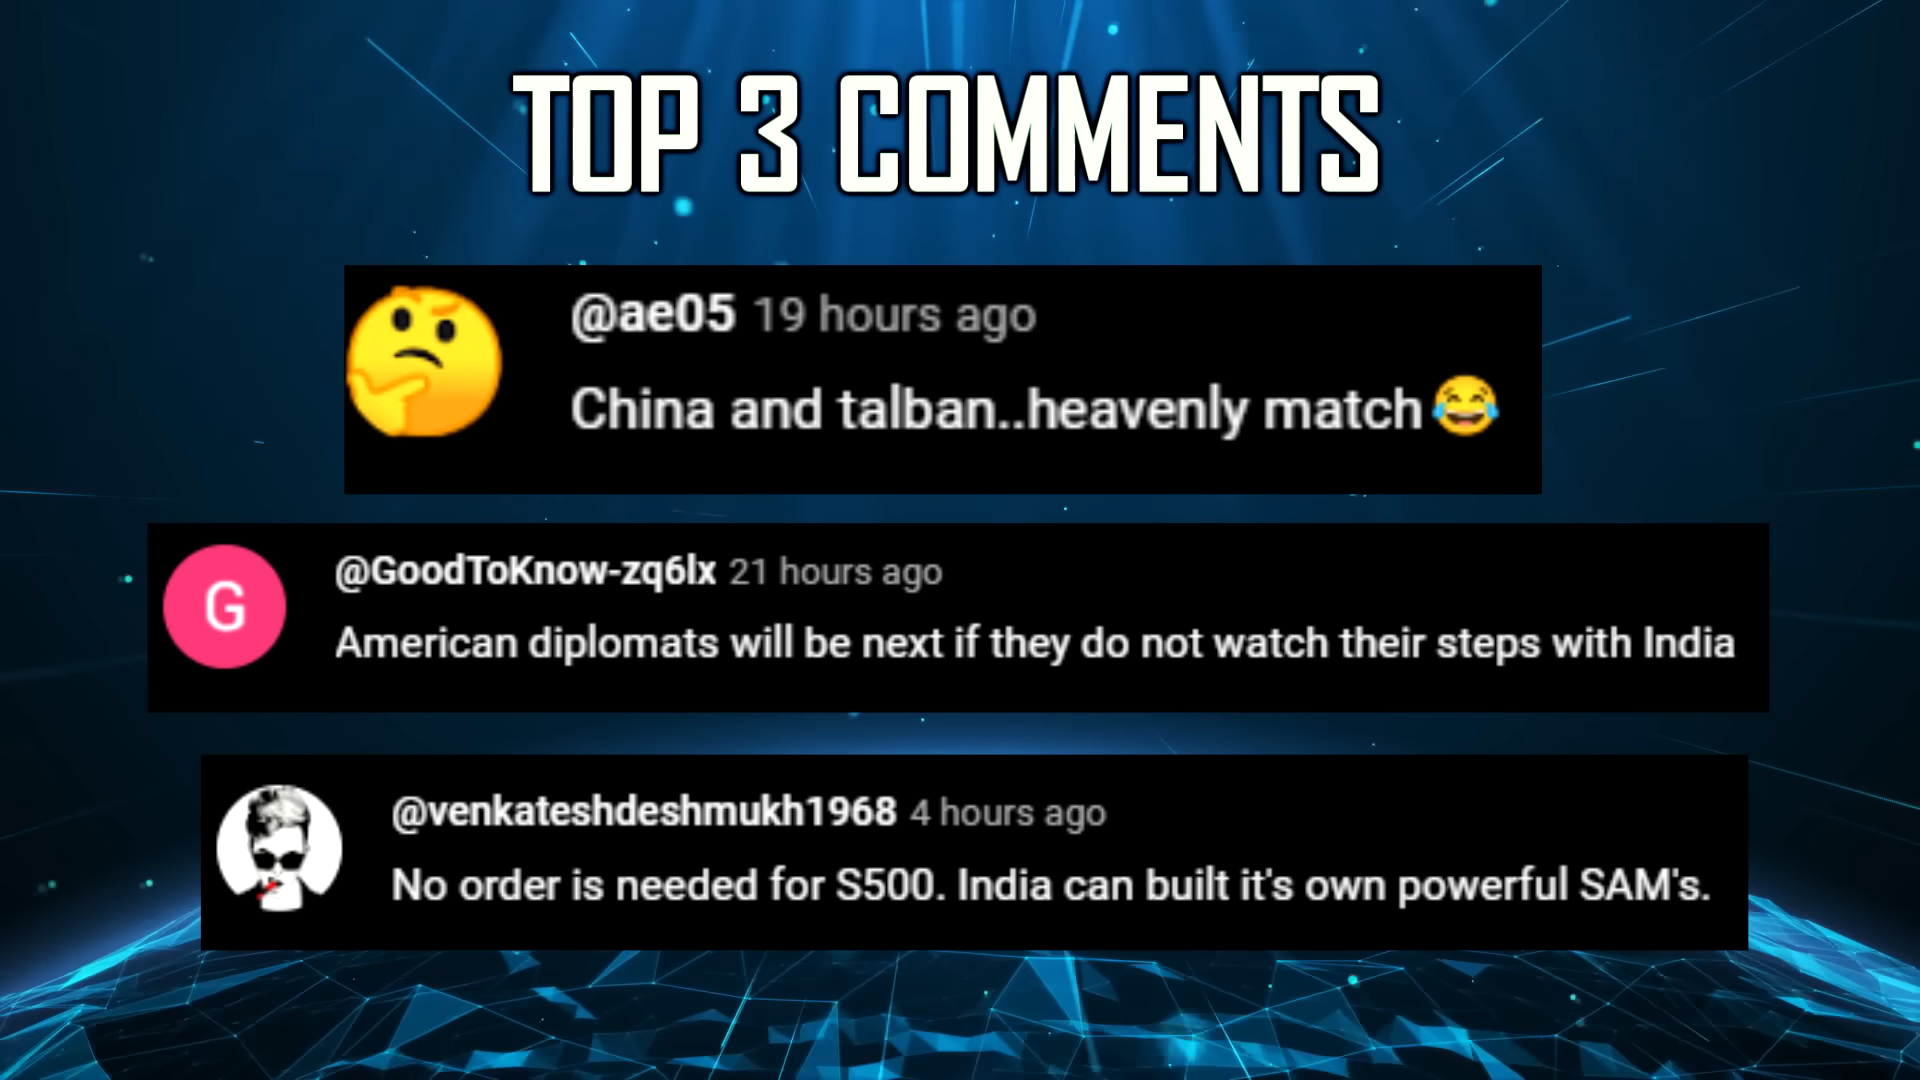 TOP 3 COMMENTS
@ae05 19 hours ago
China and talban..heavenly match😂
G
@GoodToKnow-zq6lx 21 hours ago
American diplomats will be next if they do not watch their steps with India
@venkateshdeshmukh1968 4 hours ago
No order is needed for S500. India can built it's own powerful SAM's.